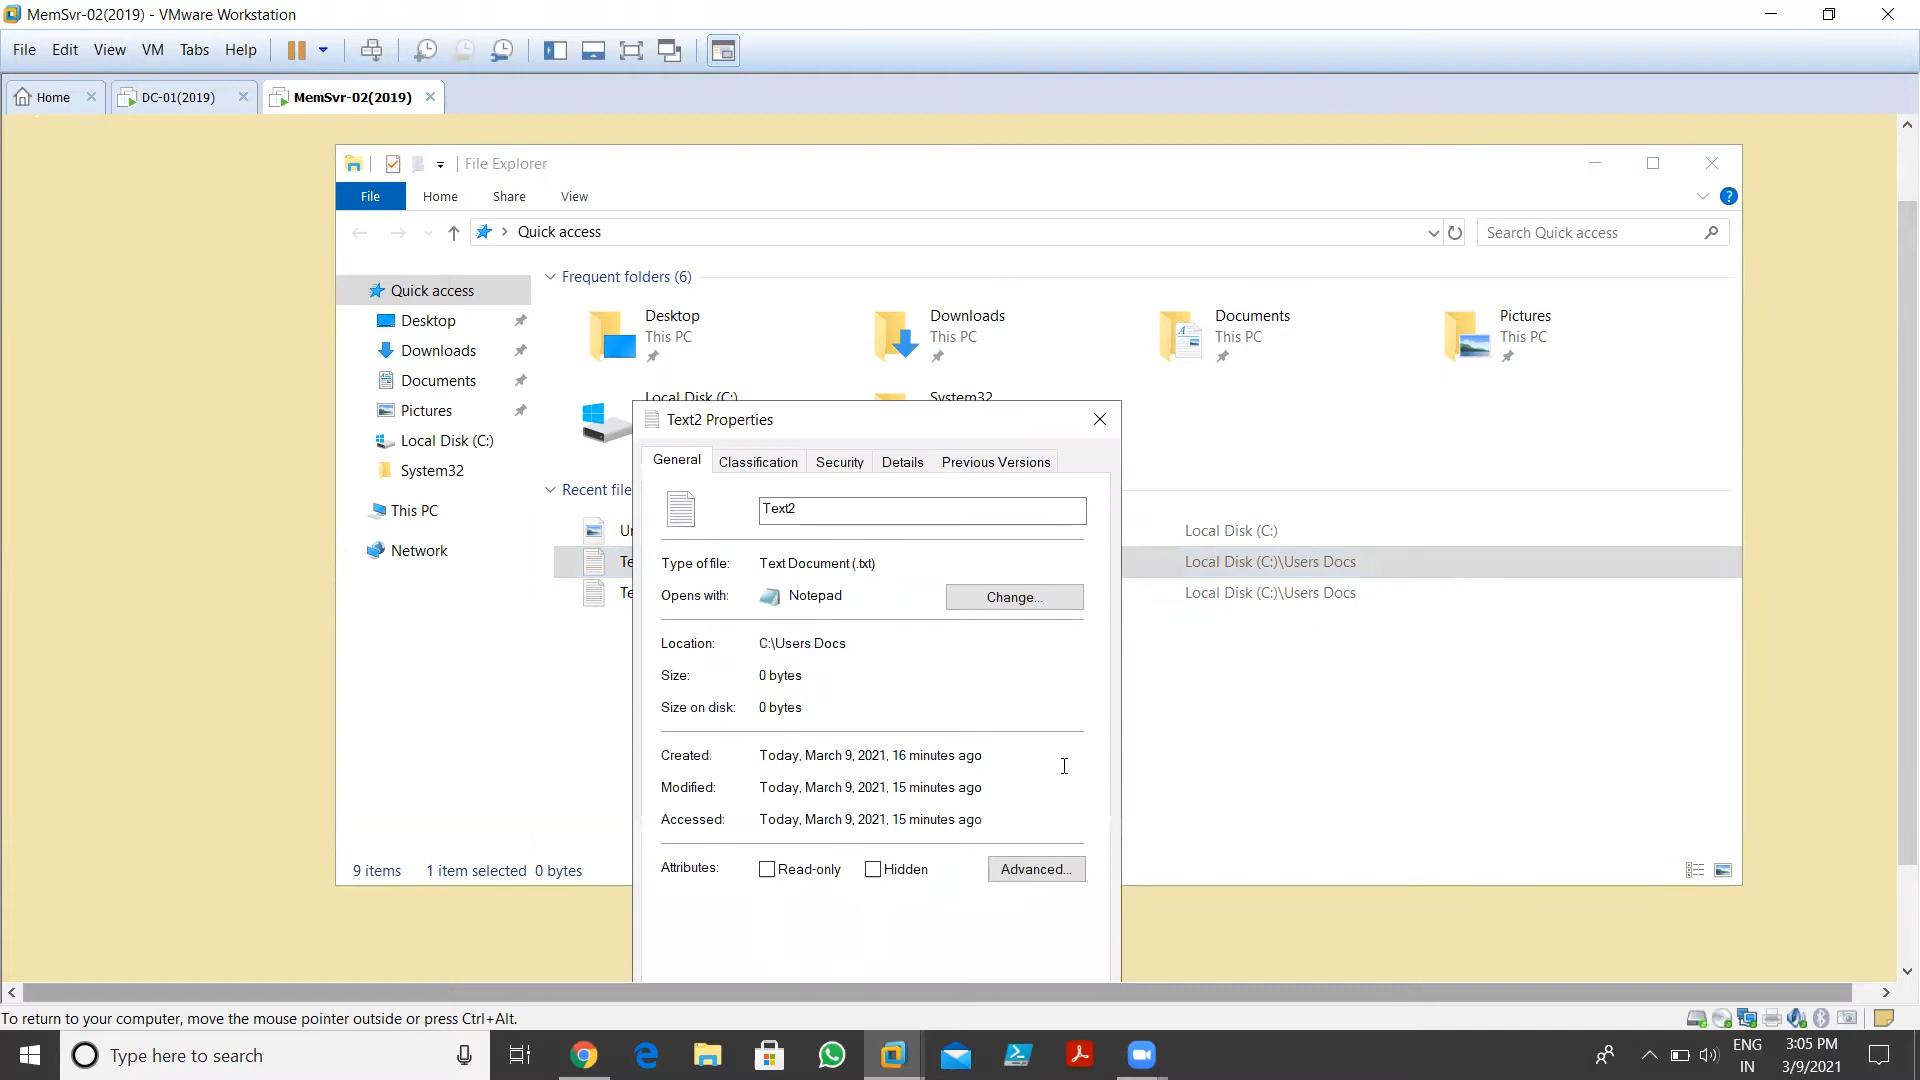 MemSvr-02(2019) - VMware Workstation
File Edit View VM Tabs Help
Home DC-01(2019) MemSvr-02(2019)
File Explorer
File Home Share View
Quick access
Search Quick access
Frequent folders (6)
Quick access
Desktop
Downloads
Documents
Pictures
Local Disk (C:)
System32
This PC
Network
Desktop
This PC
Downloads
This PC
Documents
This PC
Pictures
This PC
Local Disk (C:)
System32
Recent file
Local Disk (C:)
Te Local Disk (C:)\Users Docs
Te Local Disk (C:)\Users Docs
Text2 Properties
General Classification Security Details Previous Versions
Text2
Type of file: Text Document (.txt)
Opens with: Notepad Change...
Location: C:\Users Docs
Size: 0 bytes
Size on disk: 0 bytes
Created: Today, March 9, 2021, 16 minutes ago
Modified: Today, March 9, 2021, 15 minutes ago
Accessed: Today, March 9, 2021, 15 minutes ago
Attributes: Read-only Hidden Advanced...
9 items 1 item selected 0 bytes
To return to your computer, move the mouse pointer outside or press Ctrl+Alt.
Type here to search
ENG
IN
3:05 PM
3/9/2021